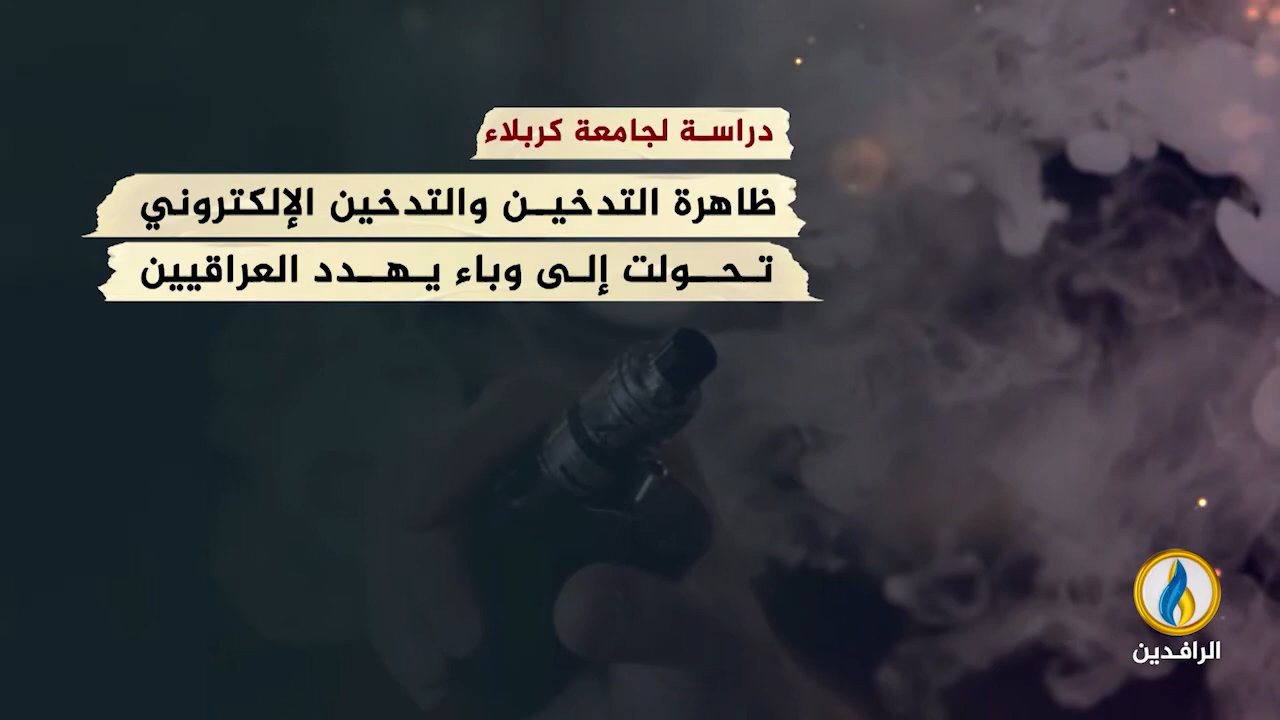 دراسة لجامعة كربلاء
ظاهرة التدخين والتدخين الإلكتروني
تحولت إلى وباء يهدد العراقيين
الرافدين